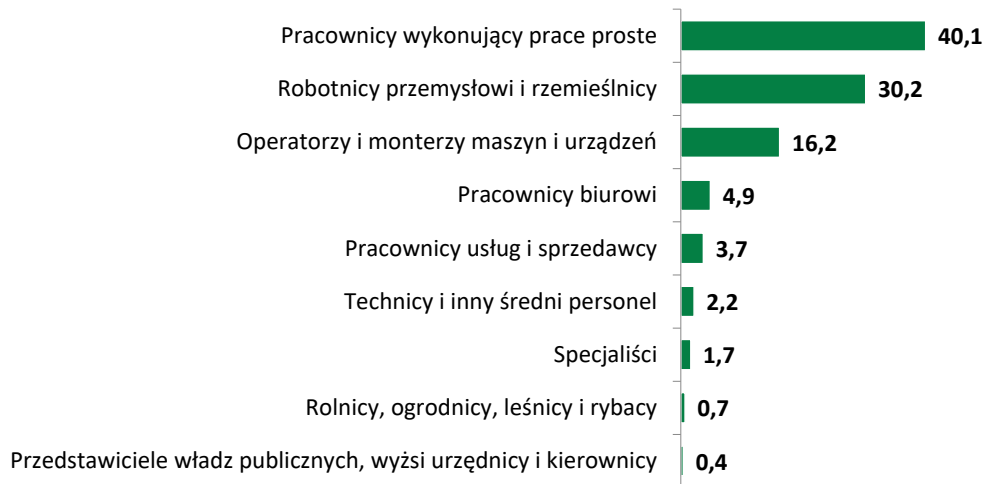 Pracownicy wykonujący prace proste 40,1
Robotnicy przemysłowi i rzemieślnicy 30,2
Operatorzy i monterzy maszyn i urządzeń 16,2
Pracownicy biurowi 4,9
Pracownicy usług i sprzedawcy 3,7
Technicy i inny średni personel 2,2
Specjaliści 1,7
Rolnicy, ogrodnicy, leśnicy i rybacy 0,7
Przedstawiciele władz publicznych, wyżsi urzędnicy i kierownicy 0,4